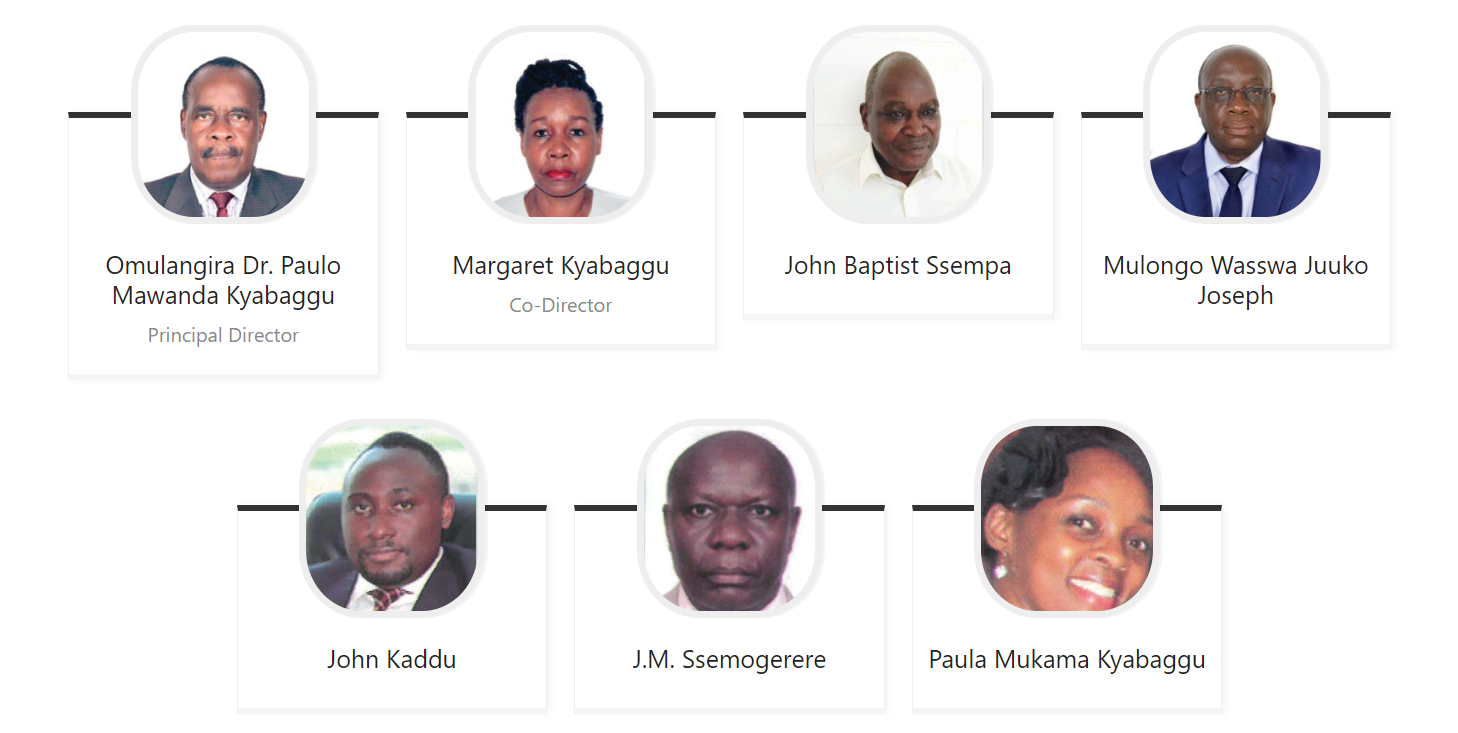 Omulangira Dr. Paulo
Mawanda Kyabaggu
Principal Director
Margaret Kyabaggu
Co-Director
John Baptist Ssempa
Mulongo Wasswa Juuko
Joseph
John Kaddu
J.M. Ssemogerere
Paula Mukama Kyabaggu